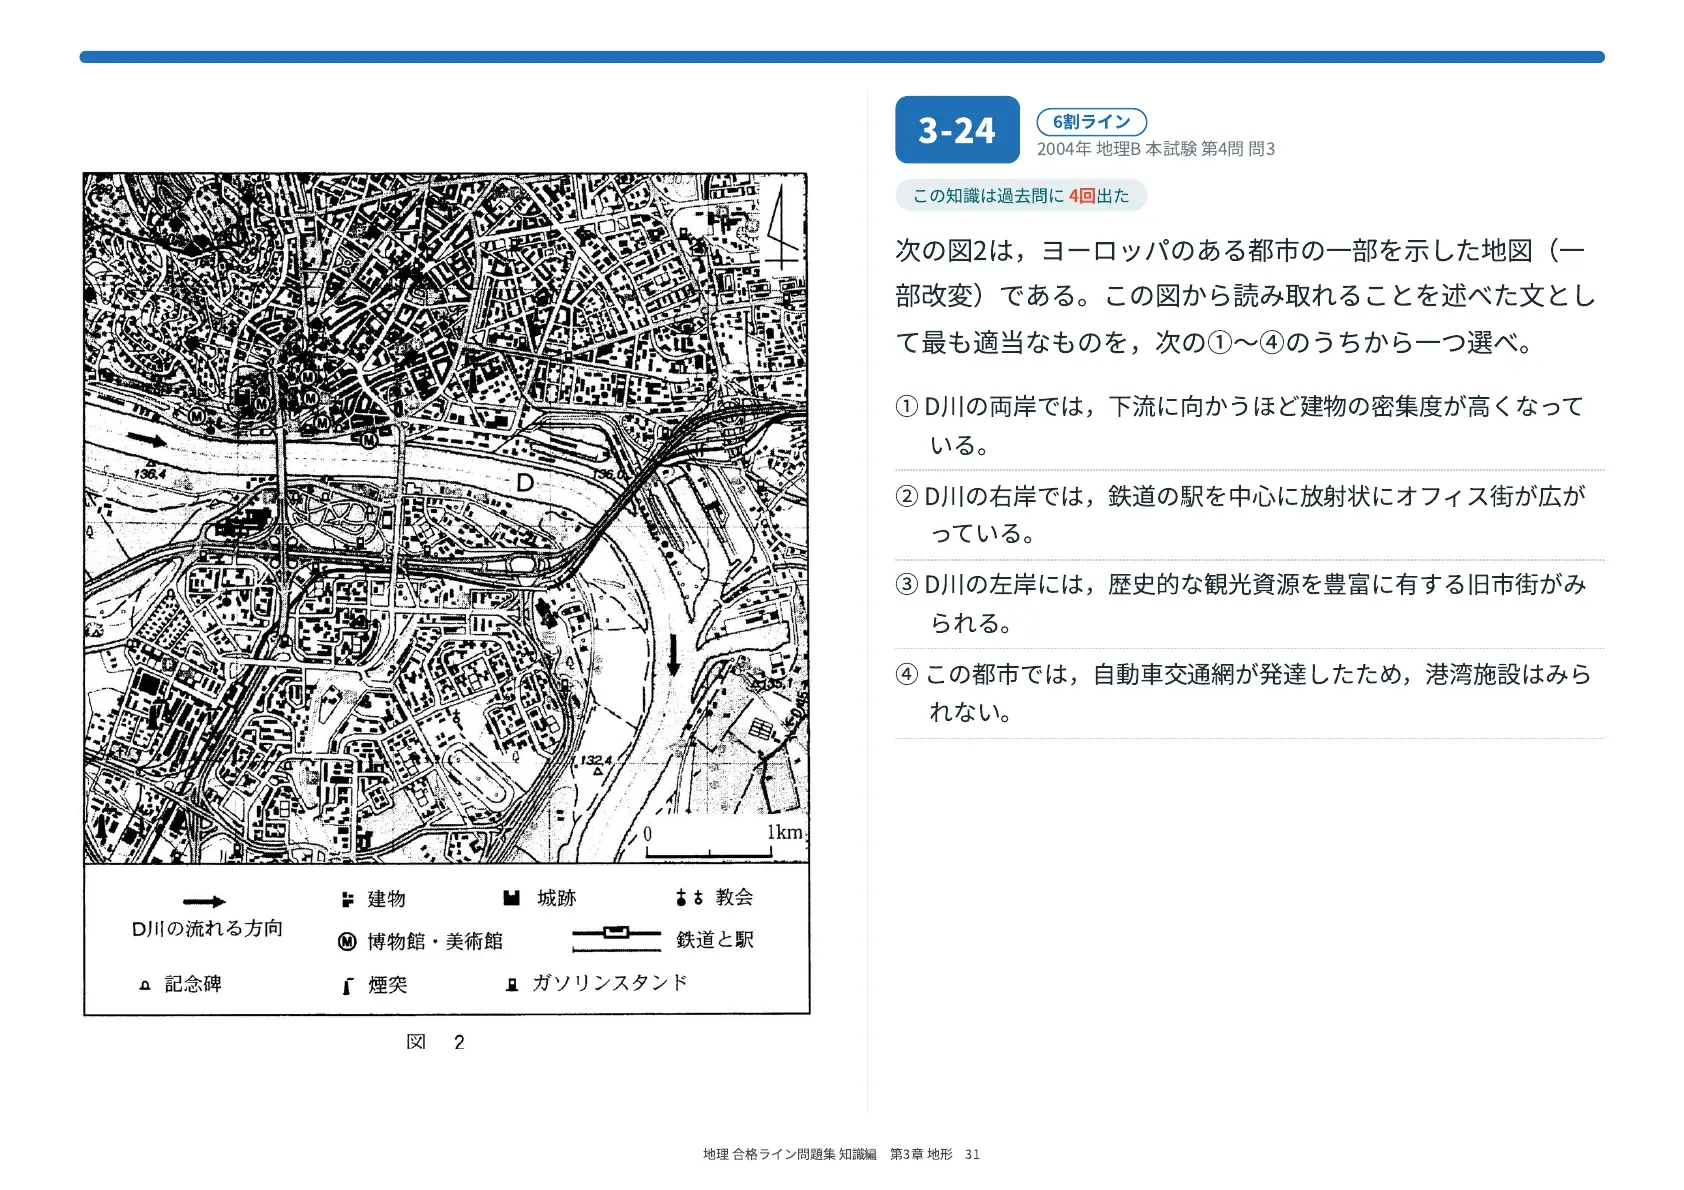 3-24
6割ライン
2004年 地理B 本試験 第4問 問3
この知識は過去問に 4回出た
次の図2は，ヨーロッパのある都市の一部を示した地図（一
部改変）である。この図から読み取れることを述べた文とし
て最も適当なものを，次の①～④のうちから一つ選べ。
① D川の両岸では，下流に向かうほど建物の密集度が高くなって
いる。
② D川の右岸では，鉄道の駅を中心に放射状にオフィス街が広が
っている。
③ D川の左岸には，歴史的な観光資源を豊富に有する旧市街がみ
られる。
④ この都市では，自動車交通網が発達したため，港湾施設はみら
れない。
136.4
D
136.0
135.1
132.4
0 1km
D川の流れる方向
建物
城跡
教会
博物館・美術館
鉄道と駅
記念碑
煙突
ガソリンスタンド
図 2
地理 合格ライン問題集 知識編 第3章 地形 31